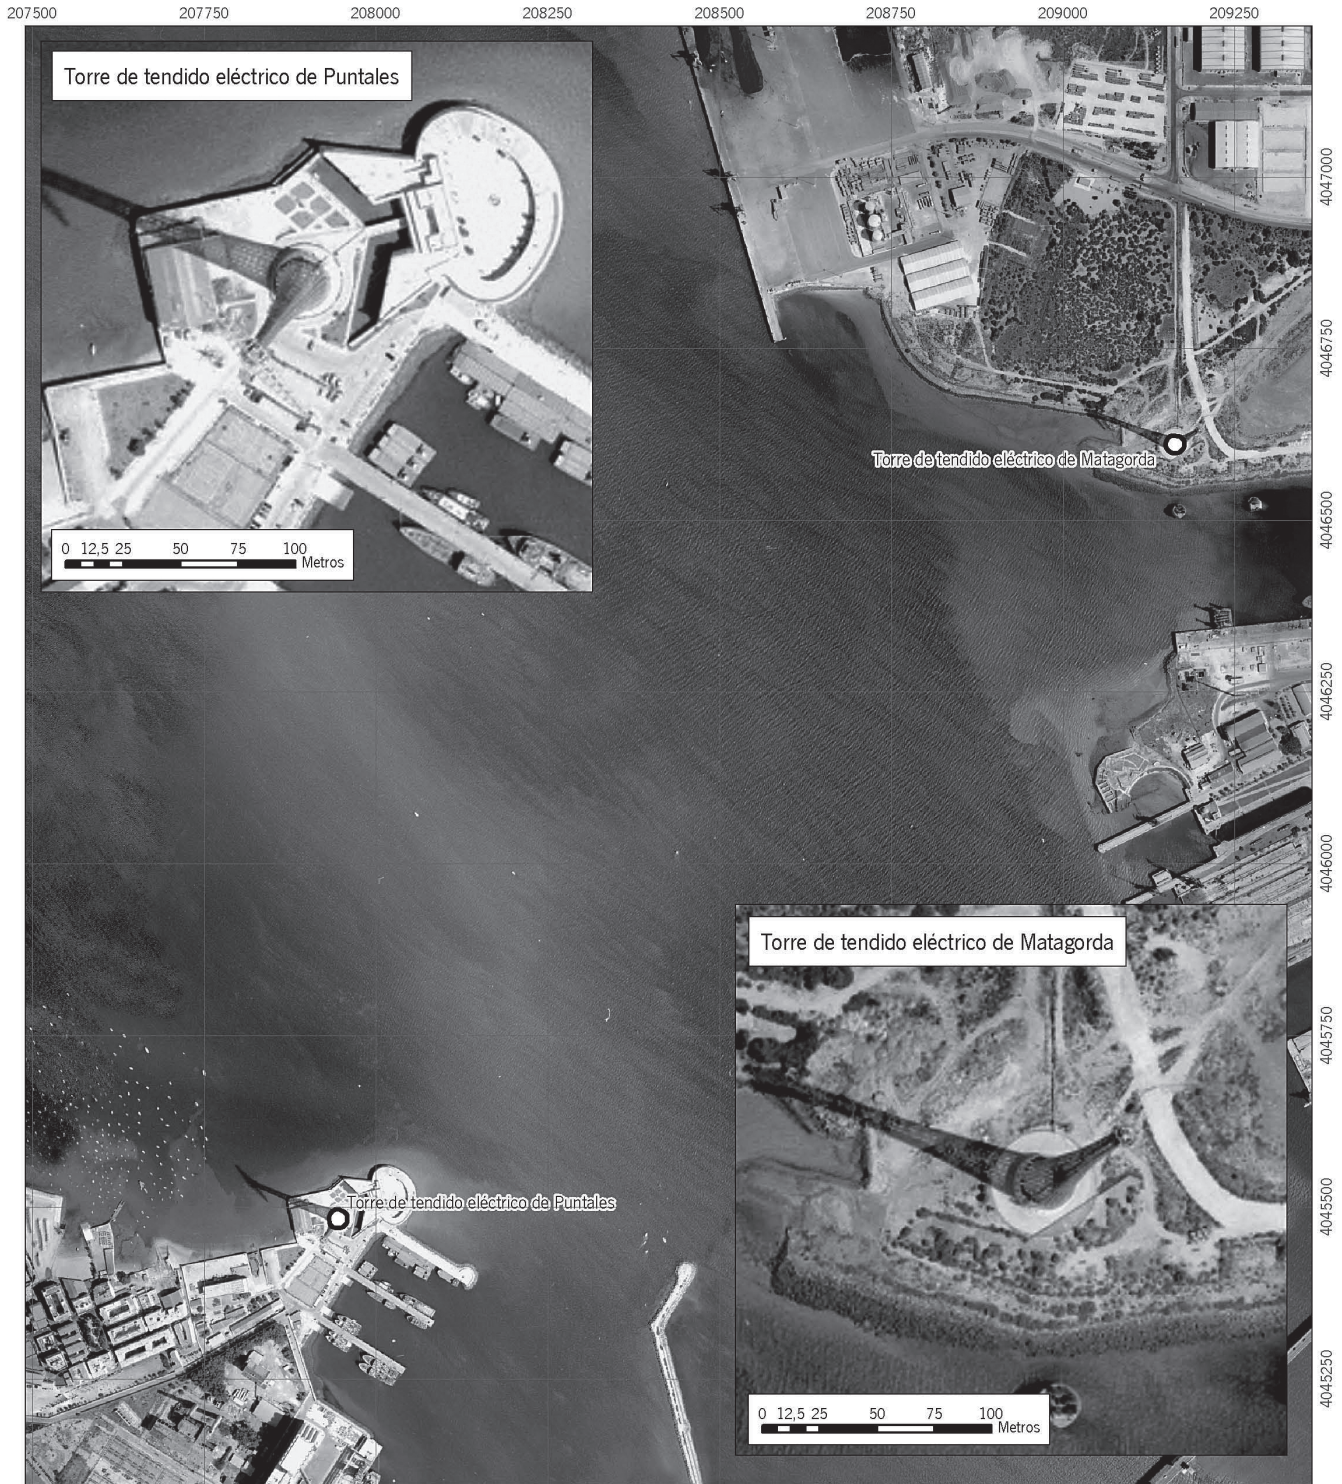 207500 207750 208000 208250 208500 208750 209000 209250
Torre de tendido eléctrico de Puntales
0 12,5 25 50 75 100
Metros
4047000
4046750
Torre de tendido eléctrico de Matagorda
4046500
4046250
4046000
Torre de tendido eléctrico de Matagorda
4045750
Torre de tendido eléctrico de Puntales
4045500
4045250
0 12,5 25 50 75 100
Metros